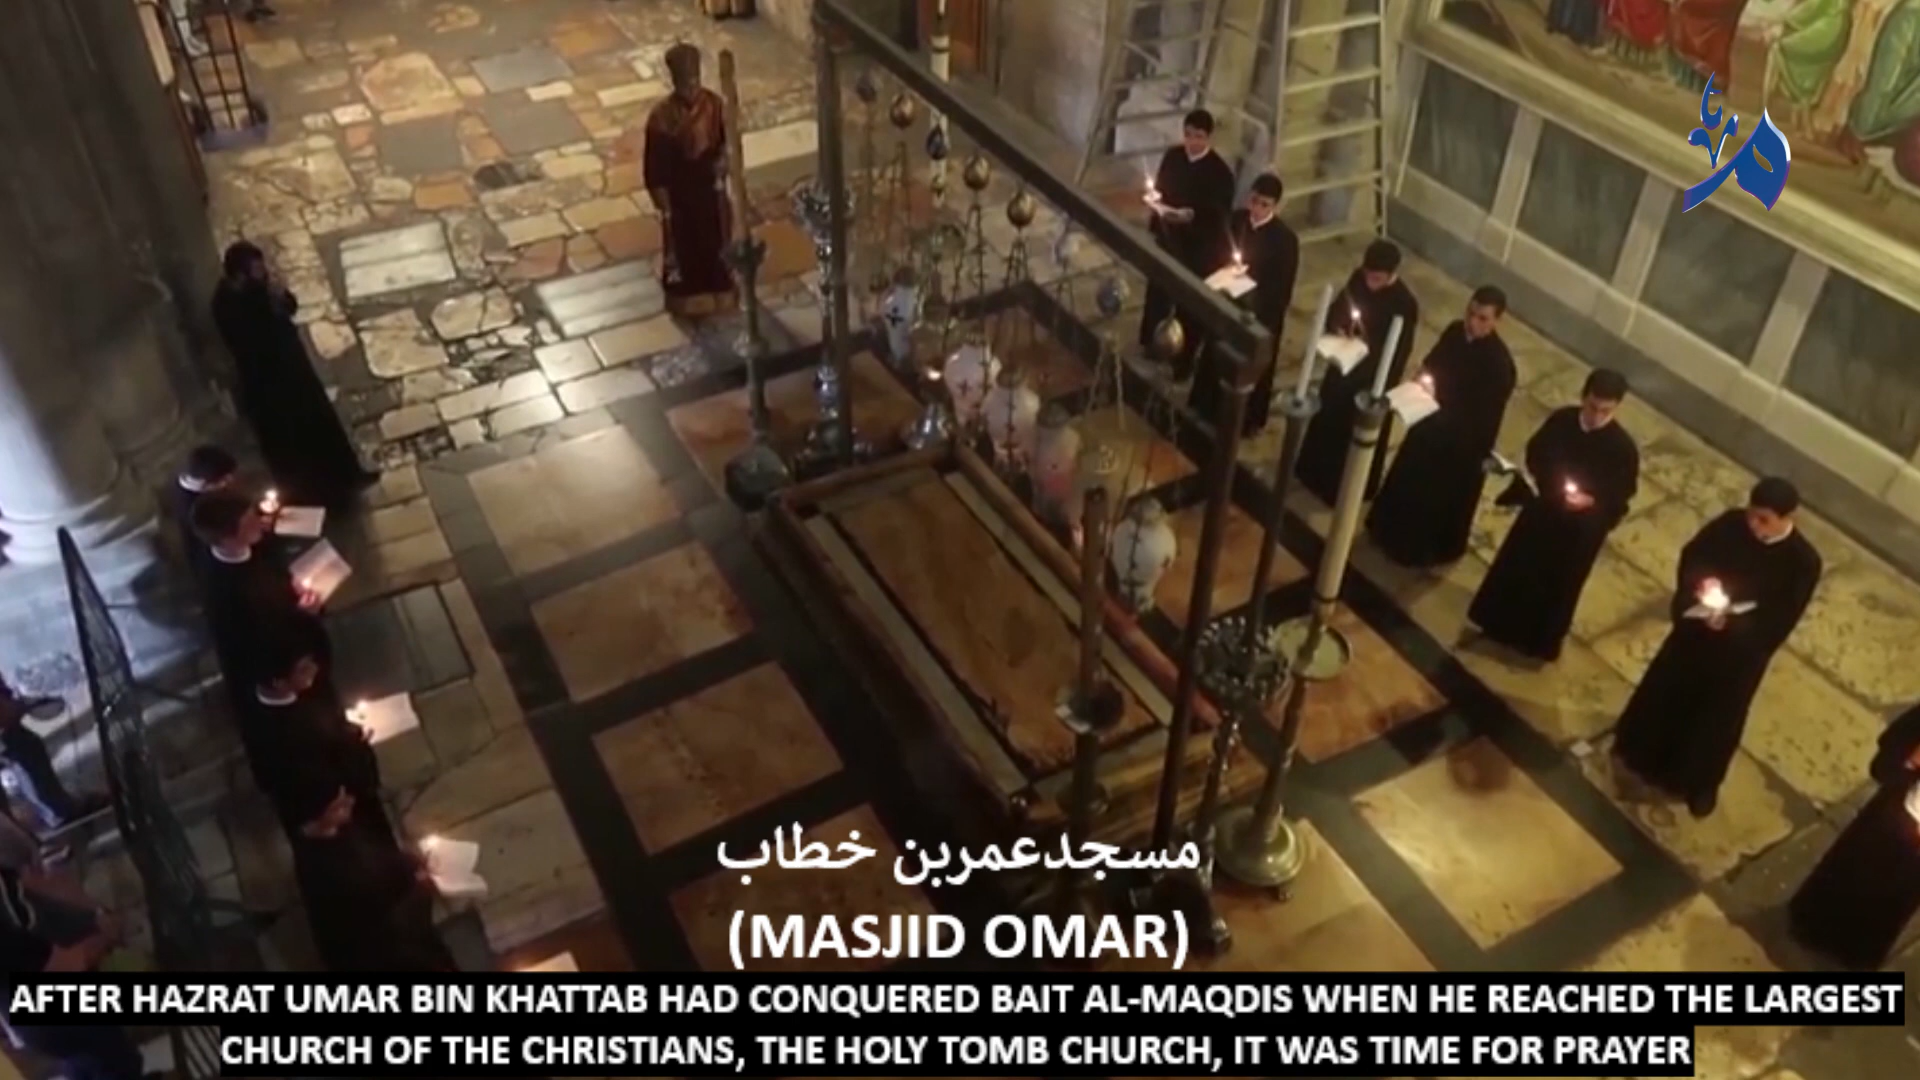 مسجدعمربن خطاب
(MASJID OMAR)
AFTER HAZRAT UMAR BIN KHATTAB HAD CONQUERED BAIT AL-MAQDIS WHEN HE REACHED THE LARGEST
CHURCH OF THE CHRISTIANS, THE HOLY TOMB CHURCH, IT WAS TIME FOR PRAYER